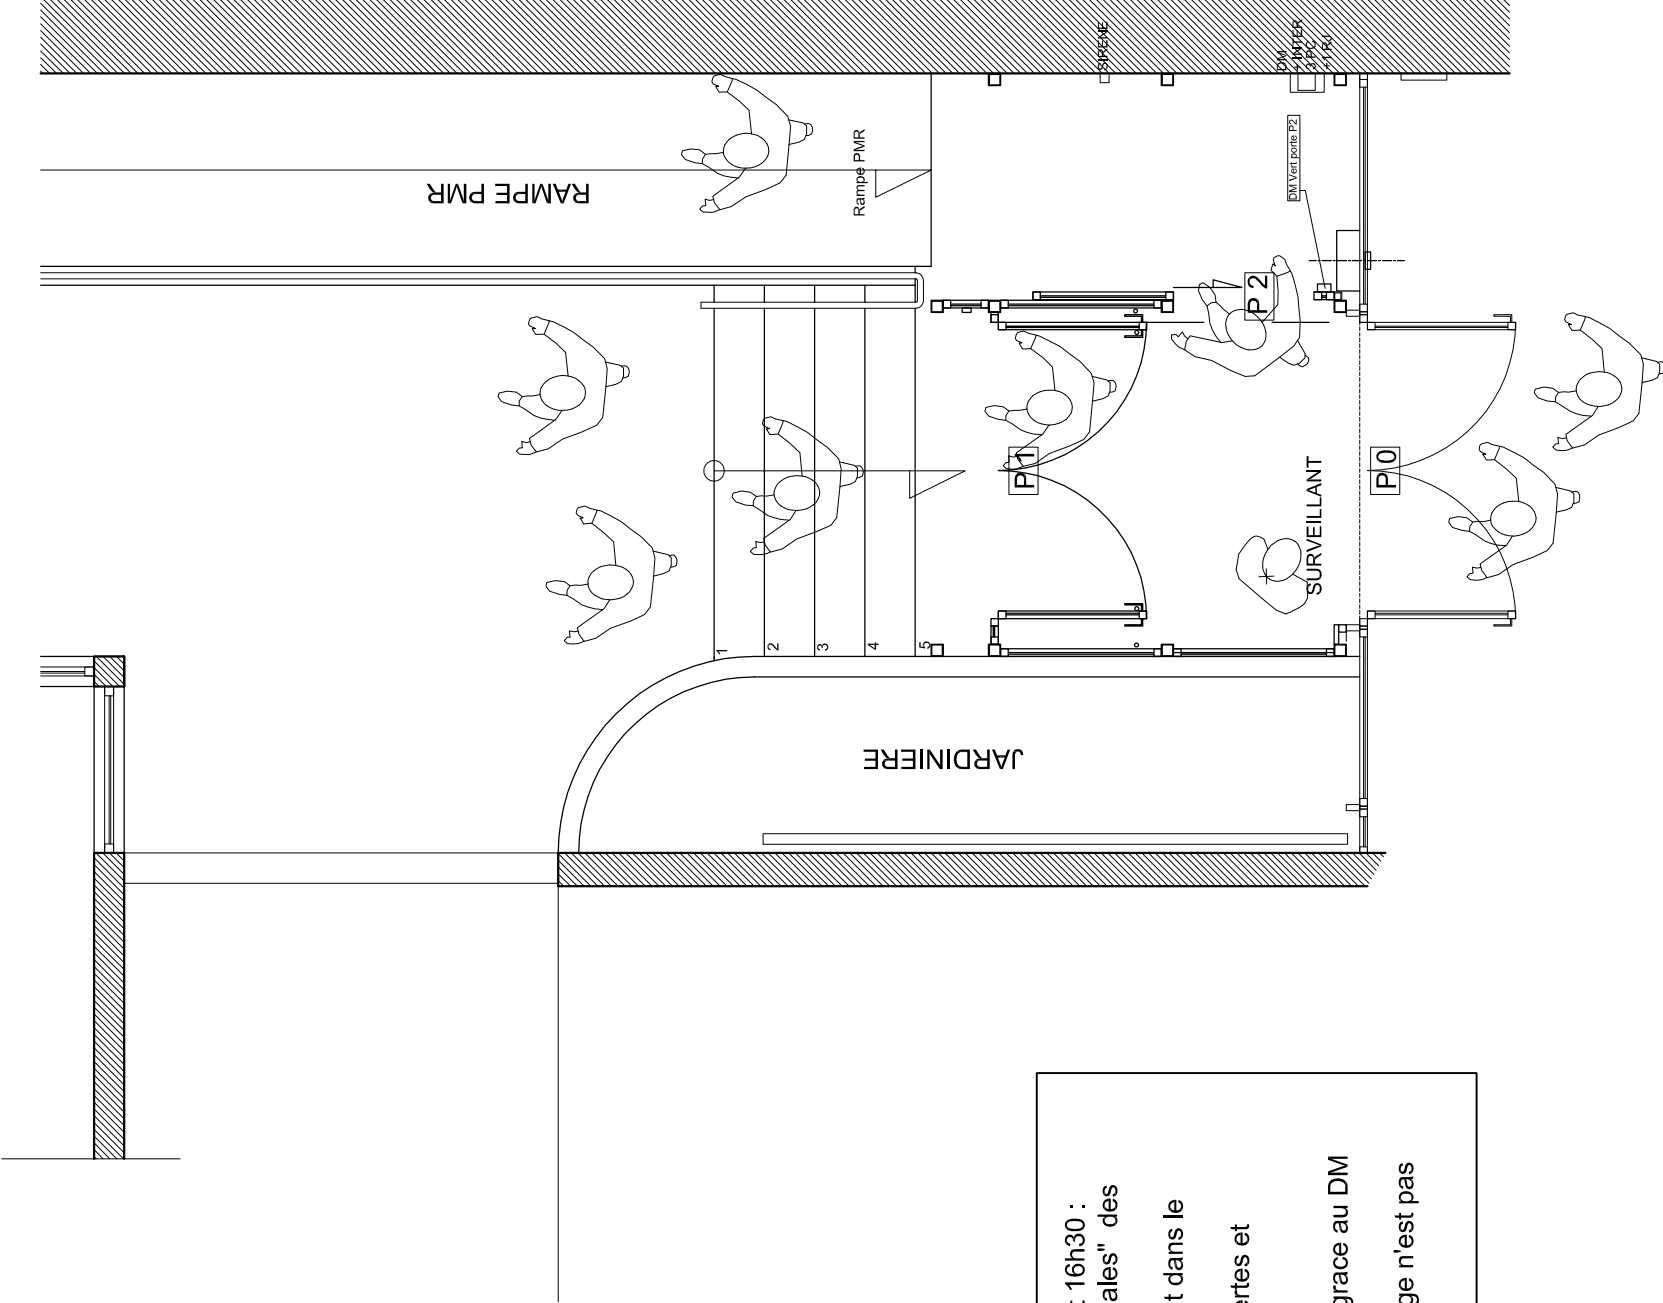 SIRENE
DM
+ INTER
3 PC
+1 RJ
DM Vert porte P2
Rampe PMR
RAMPE PMR
P 2
P 1
P 0
SURVEILLANT
1
2
3
4
5
JARDINIERE
: 16h30 :
ales" des
t dans le
ertes et
grace au DM
ge n'est pas